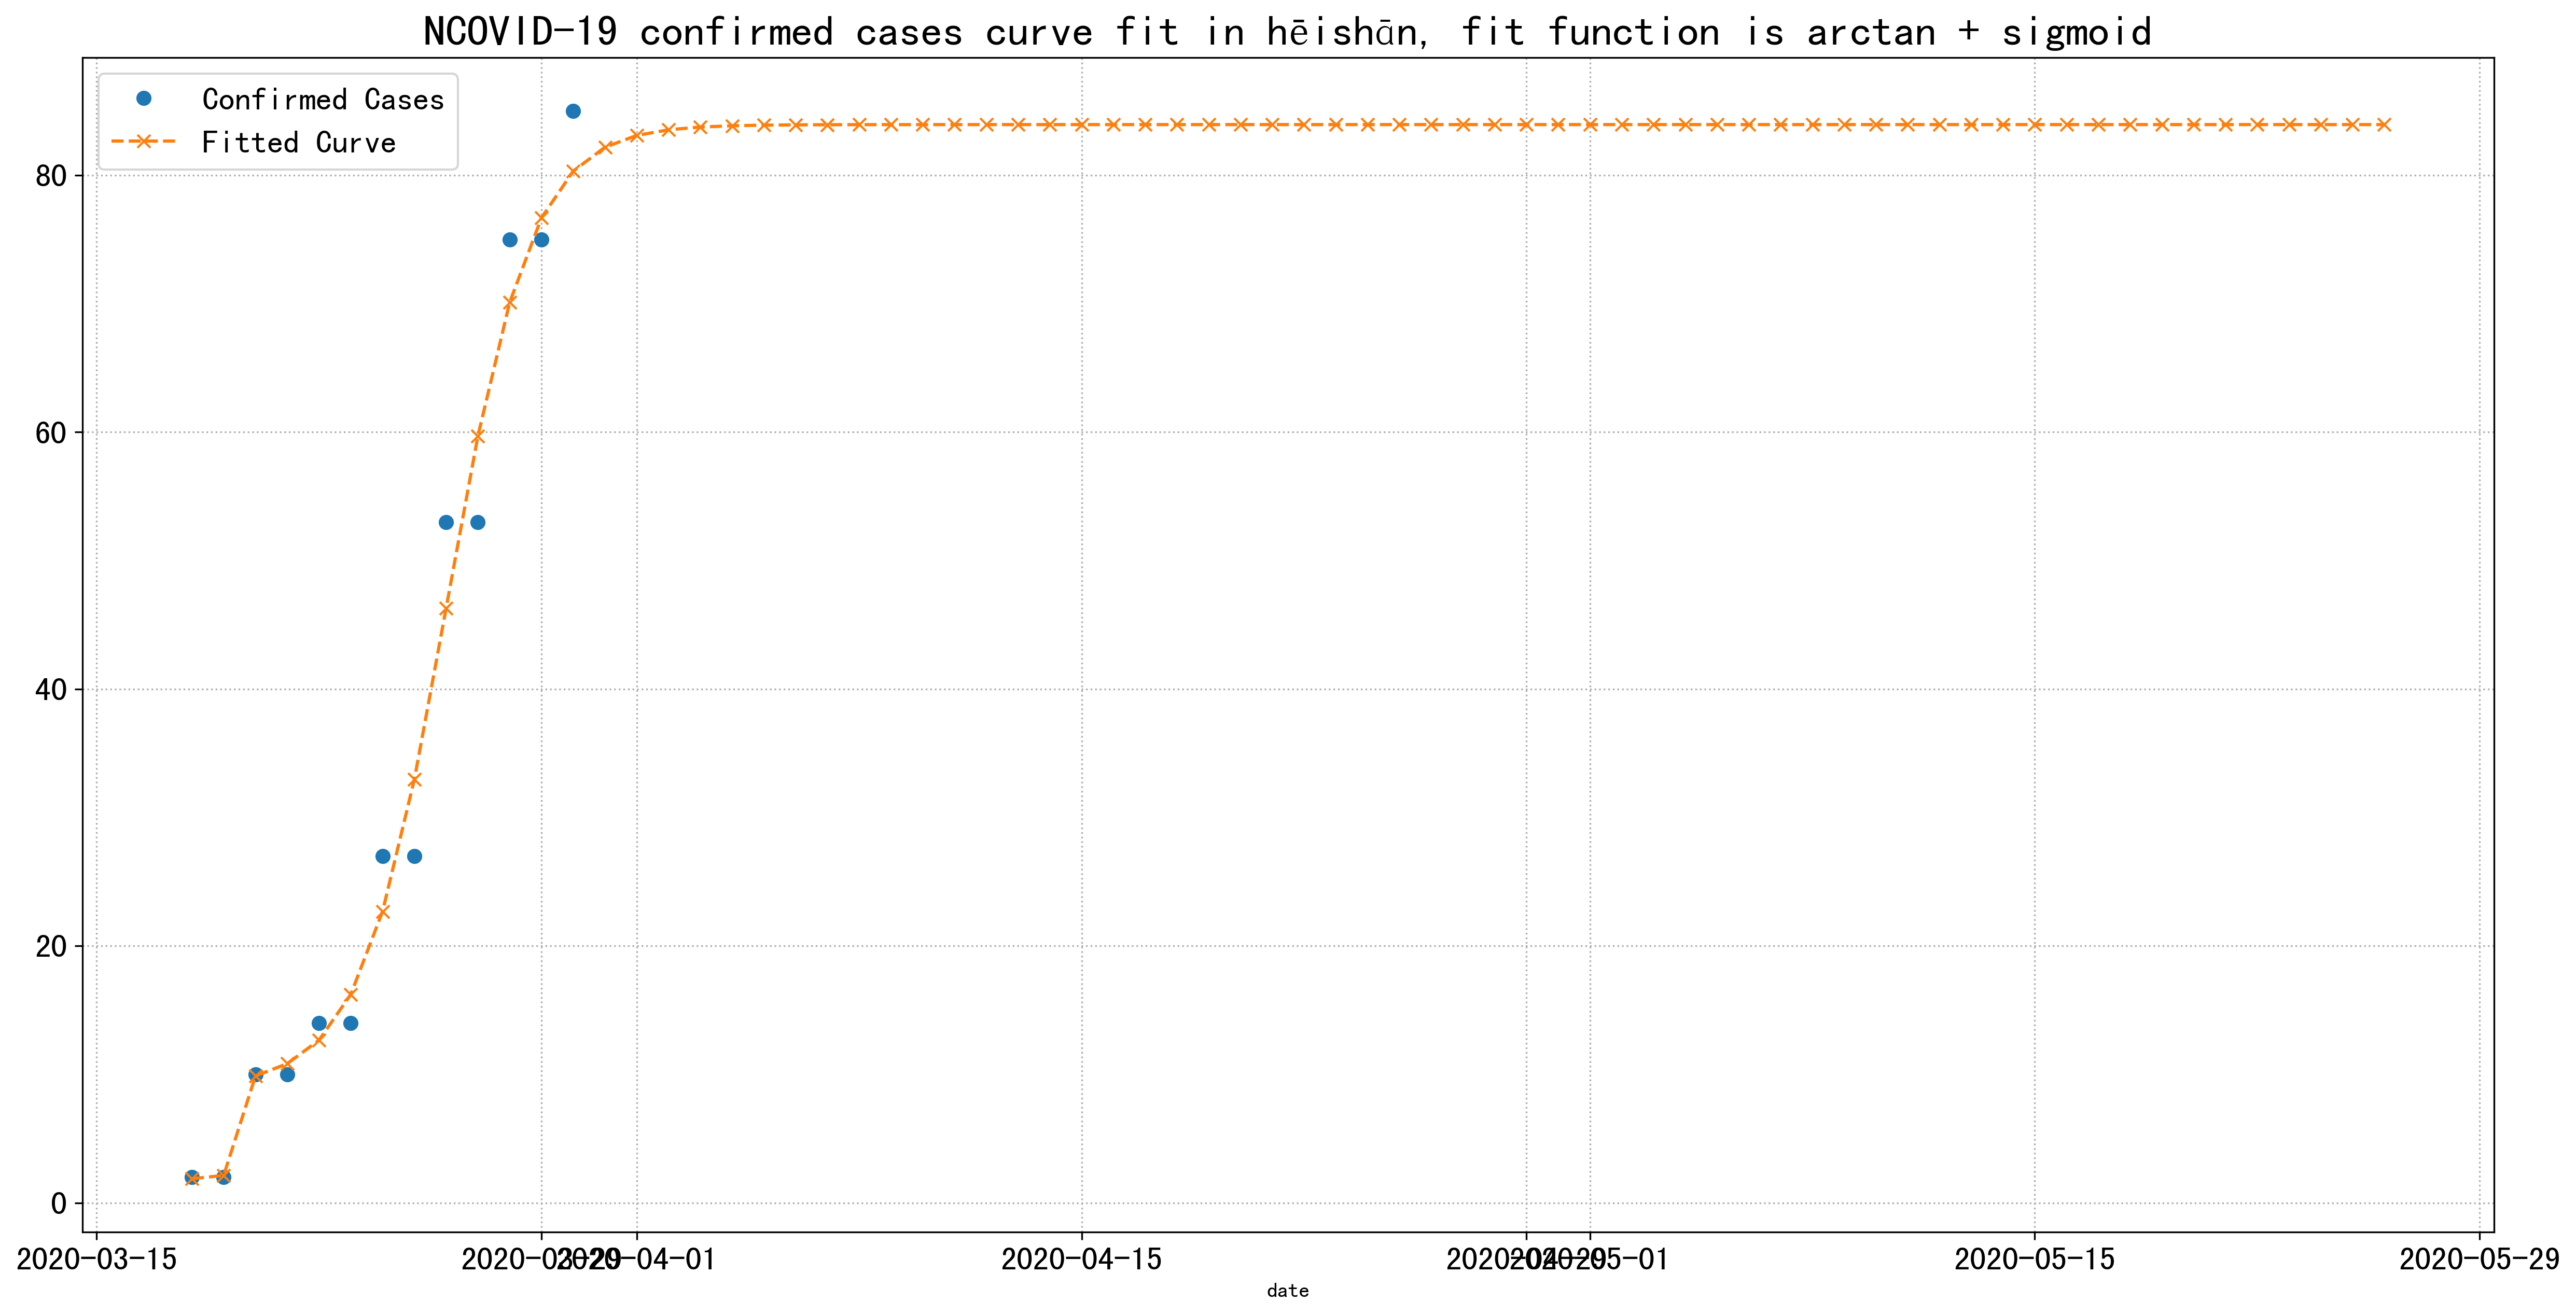 NCOVID-19 confirmed cases curve fit in hēishān, fit function is arctan + sigmoid
Confirmed Cases
Fitted Curve
80
60
40
20
0
2020-03-15 2020-03-29 2020-04-01 2020-04-15 2020-04-29 2020-05-01 2020-05-15 2020-05-29
date